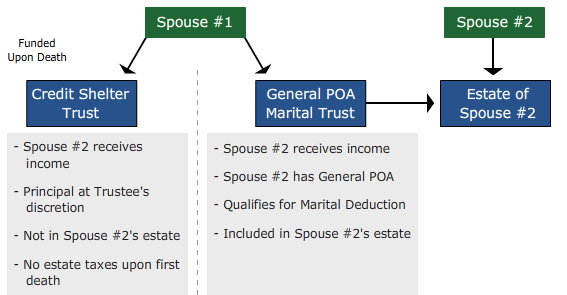 Spouse #1
Spouse #2
Funded
Upon Death
Credit Shelter
Trust
General POA
Marital Trust
Estate of
Spouse #2
- Spouse #2 receives
income
- Principal at Trustee's
discretion
- Not in Spouse #2's estate
- No estate taxes upon first
death
- Spouse #2 receives income
- Spouse #2 has General POA
- Qualifies for Marital Deduction
- Included in Spouse #2's estate